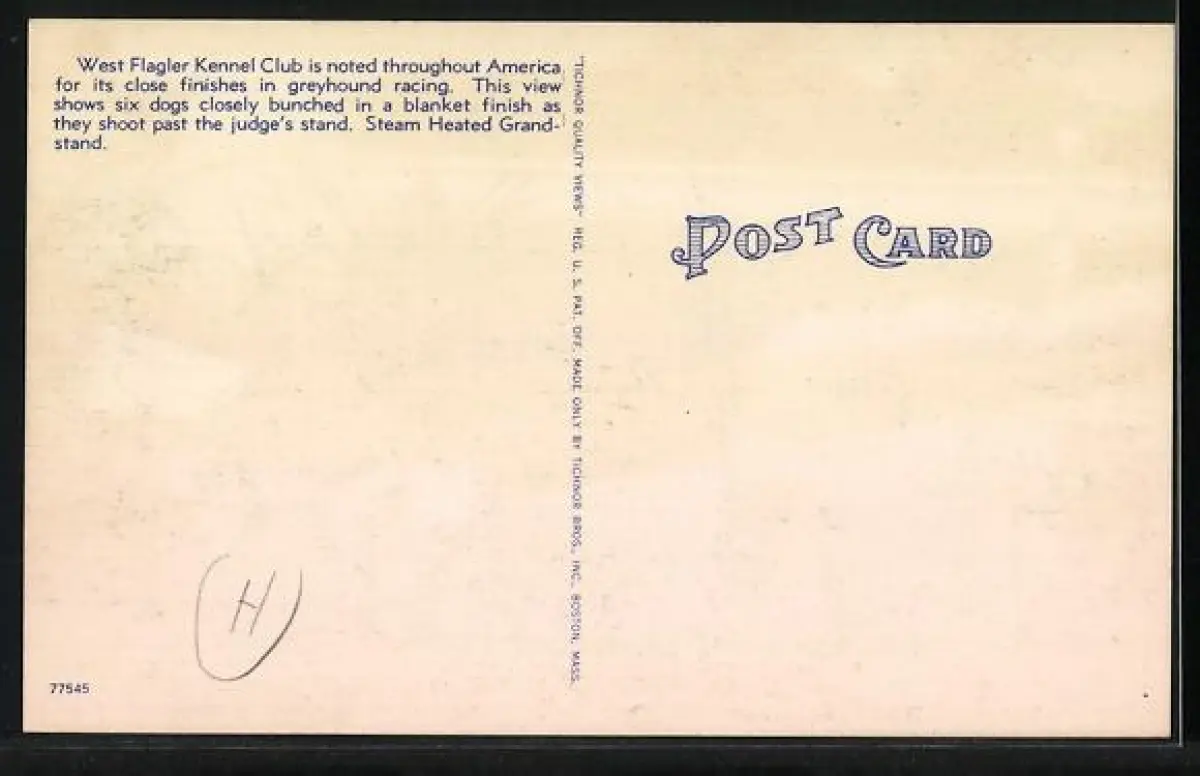 West Flagler Kennel Club is noted throughout America
for its close finishes in greyhound racing. This view
shows six dogs closely bunched in a blanket finish as
they shoot past the judge's stand. Steam Heated Grand-
stand.
"TICHNOR QUALITY VIEWS" REG. U. S. PAT. OFF. MADE ONLY BY TICHNOR BROS., INC., BOSTON, MASS.
POST CARD
H
77545